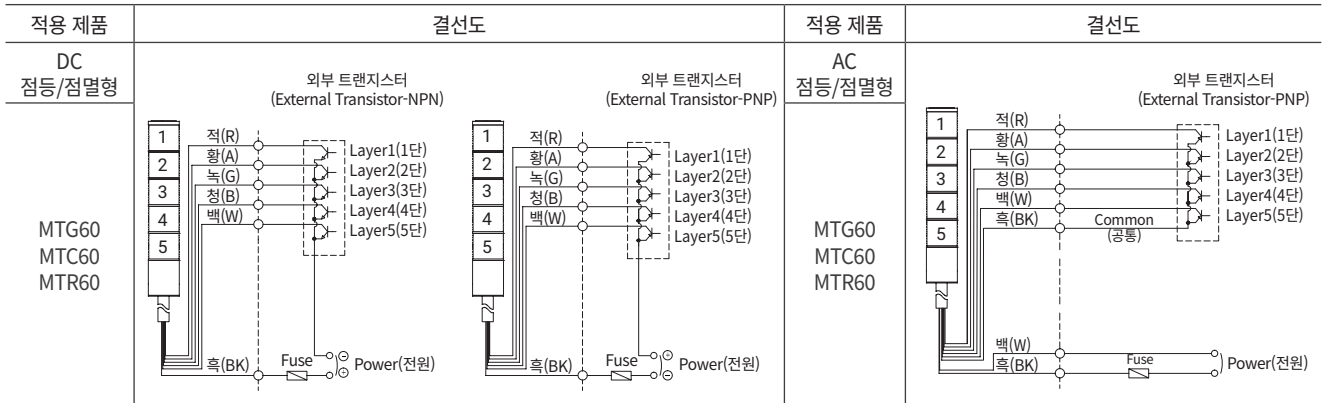 적용 제품
결선도
적용 제품
결선도
DC
점등/점멸형
외부 트랜지스터
(External Transistor-NPN)
1
2
3
4
5
적(R)
황(A)
녹(G)
청(B)
백(W)
Layer1(1단)
Layer2(2단)
Layer3(3단)
Layer4(4단)
Layer5(5단)
흑(BK)
Fuse
Power(전원)
외부 트랜지스터
(External Transistor-PNP)
1
2
3
4
5
적(R)
황(A)
녹(G)
청(B)
백(W)
Layer1(1단)
Layer2(2단)
Layer3(3단)
Layer4(4단)
Layer5(5단)
흑(BK)
Fuse
Power(전원)
MTG60
MTC60
MTR60
AC
점등/점멸형
외부 트랜지스터
(External Transistor-PNP)
1
2
3
4
5
적(R)
황(A)
녹(G)
청(B)
백(W)
흑(BK)
Common
(공통)
Layer1(1단)
Layer2(2단)
Layer3(3단)
Layer4(4단)
Layer5(5단)
백(W)
흑(BK)
Fuse
Power(전원)
MTG60
MTC60
MTR60